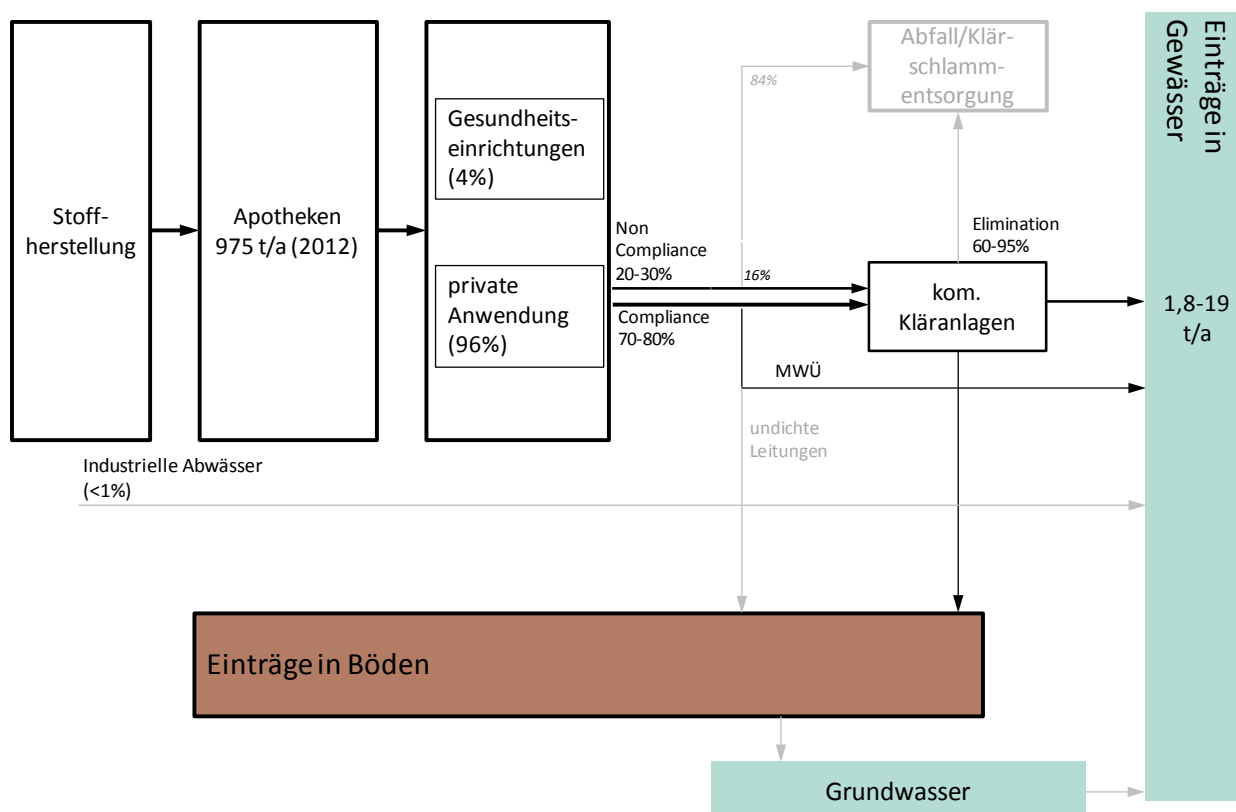 Stoff-
herstellung
Apotheken
975 t/a (2012)
Gesundheits-
einrichtungen
(4%)
private
Anwendung
(96%)
Non
Compliance
20-30%
Compliance
70-80%
84%
16%
Abfall/Klär-
schlamm-
entsorgung
Elimination
60-95%
kom.
Kläranlagen
MWÜ
undichte
Leitungen
Industrielle Abwässer
(<1%)
Einträge in
Gewässer
1,8-19
t/a
Einträge in Böden
Grundwasser